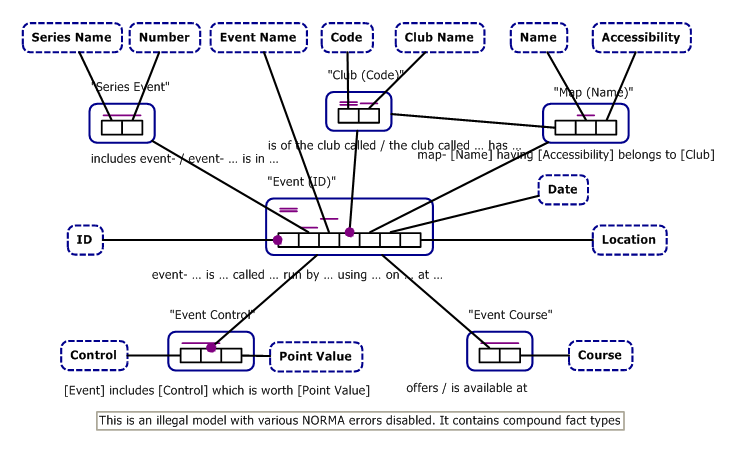 Series Name
Number
Event Name
Code
Club Name
Name
Accessibility
"Series Event"
"Club (Code)"
"Map (Name)"
includes event- / event- ... is in ...
is of the club called / the club called ... has ...
map- [Name] having [Accessibility] belongs to [Club]
"Event (ID)"
Date
ID
Location
event- ... is ... called ... run by ... using ... on ... at ...
"Event Control"
"Event Course"
Control
Point Value
Course
[Event] includes [Control] which is worth [Point Value]
offers / is available at
This is an illegal model with various NORMA errors disabled. It contains compound fact types